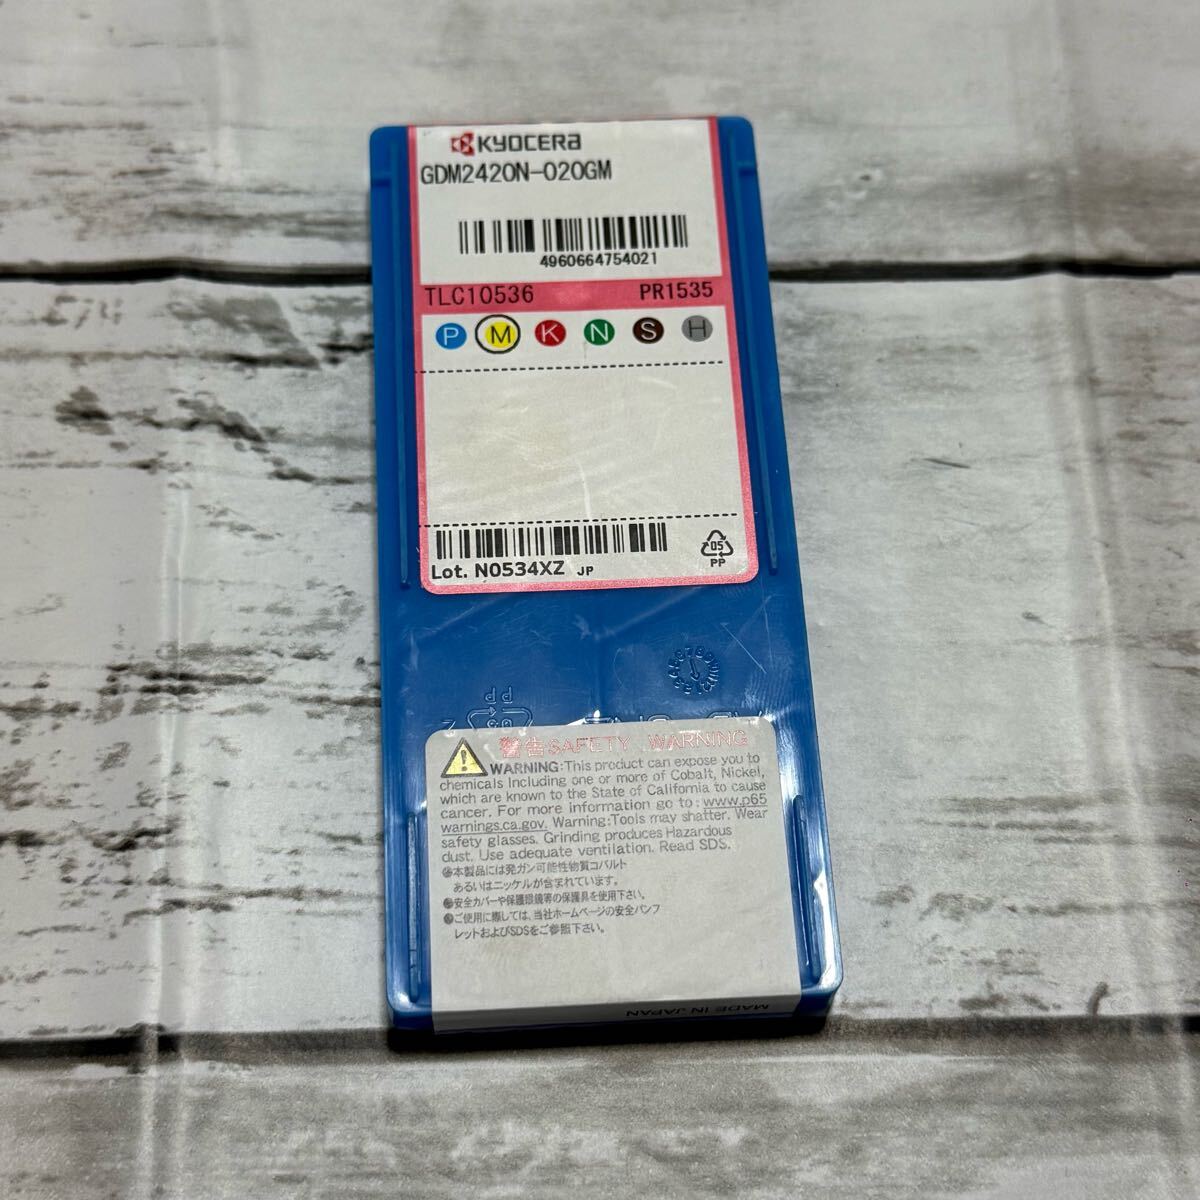 KYOCERA
GDM2420N-020GM
4960664754021
TLC10536 PR1535
P M K N S H
Lot. N0534XZ JP
05
PP
警告SAFETY WARNING
WARNING:This product can expose you to
chemicals Including one or more of Cobalt, Nickel,
which are known to the State of California to cause
cancer. For more information go to: www.p65
warnings.ca.gov. Warning:Tools may shatter. Wear
safety glasses. Grinding produces Hazardous
dust. Use adequate ventilation. Read SDS.
●本製品には発ガン可能性物質コバルト
あるいはニッケルが含まれています。
●安全カバーや保護眼鏡等の保護具を使用下さい。
●ご使用に際しては、当社ホームページの安全パンフ
レットおよびSDSをご参照下さい。
MADE IN JAPAN